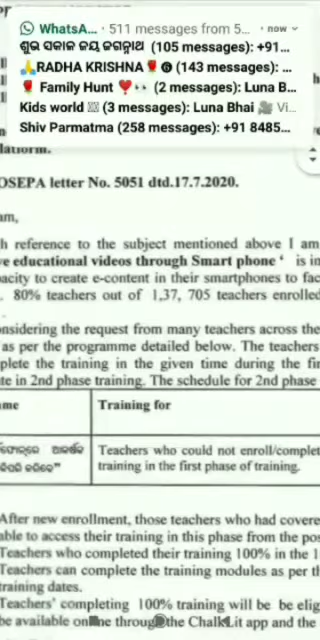 WhatsA... · 511 messages from 5... · now
ଶୁଭ ସକାଳ ଜୟ ଜଗନ୍ନାଥ (105 messages): +91...
🙏RADHA KRISHNA🌹 (143 messages): ...
🌹 Family Hunt ❤️👀 (2 messages): Luna B...
Kids world (3 messages): Luna Bhai 🎥 Vi...
Shiv Parmatma (258 messages): +91 8485...
latform.
OSEPA letter No. 5051 dtd.17.7.2020.
am,
h reference to the subject mentioned above I am
e educational videos through Smart phone ' is in
pacity to create e-content in their smartphones to fac
. 80% teachers out of 1,37, 705 teachers enrolled
onsidering the request from many teachers across the
as per the programme detailed below. The teachers
plete the training in the given time during the fir
te in 2nd phase training. The schedule for 2nd phase
me
Training for
Teachers who could not enroll/complet
training in the first phase of training.
After new enrollment, those teachers who had covere
able to access their training in this phase from the pos
Teachers who completed their training 100% in the 1
Teachers can complete the training modules as per th
training dates.
Teachers' completing 100% training will be be elig
be available online through the ChalkLit app and the